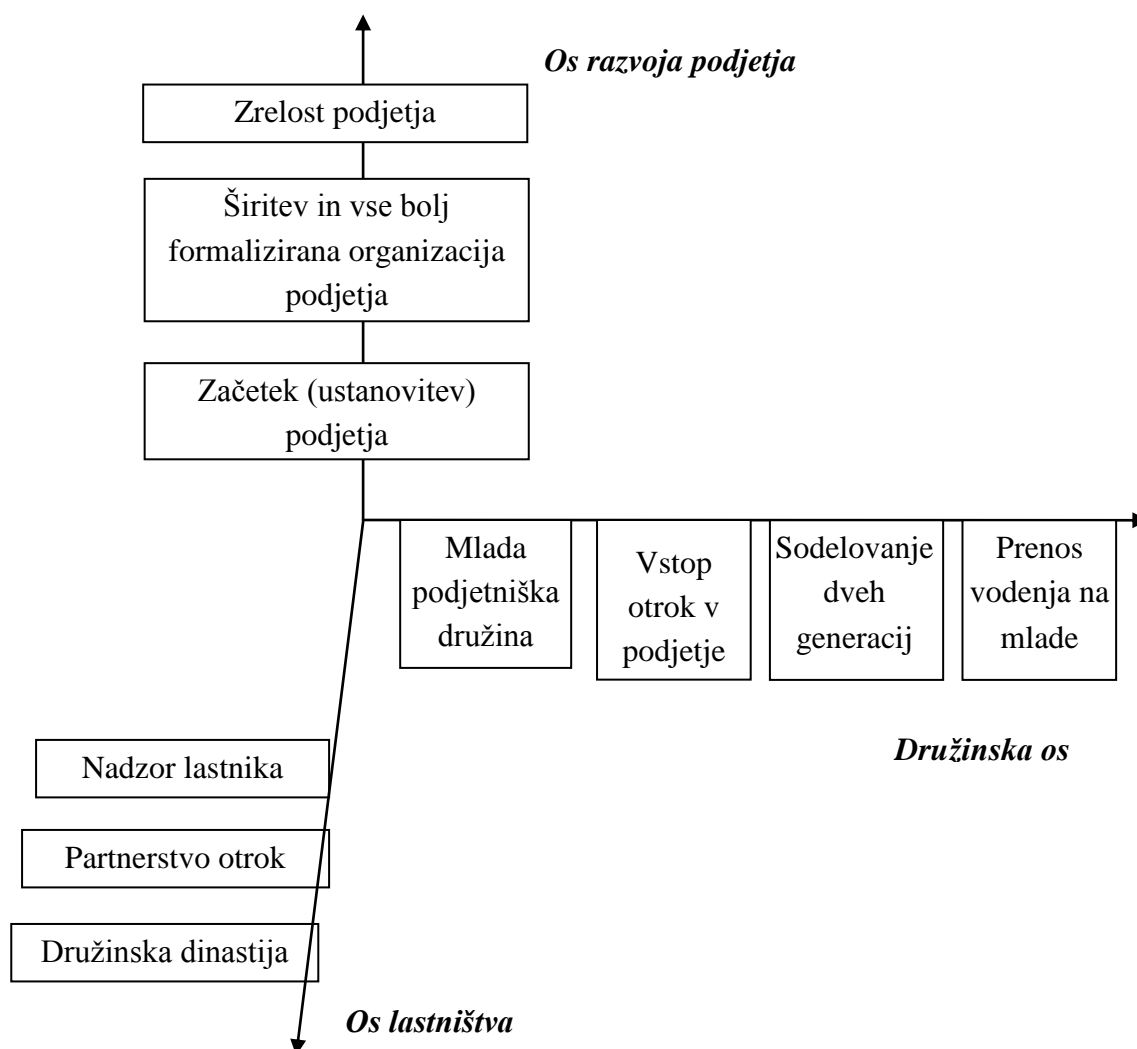 Os razvoja podjetja
Zrelost podjetja
Širitev in vse bolj
formalizirana organizacija
podjetja
Začetek (ustanovitev)
podjetja
Mlada
podjetniška
družina
Vstop
otrok v
podjetje
Sodelovanje
dveh
generacij
Prenos
vodenja na
mlade
Družinska os
Nadzor lastnika
Partnerstvo otrok
Družinska dinastija
Os lastništva